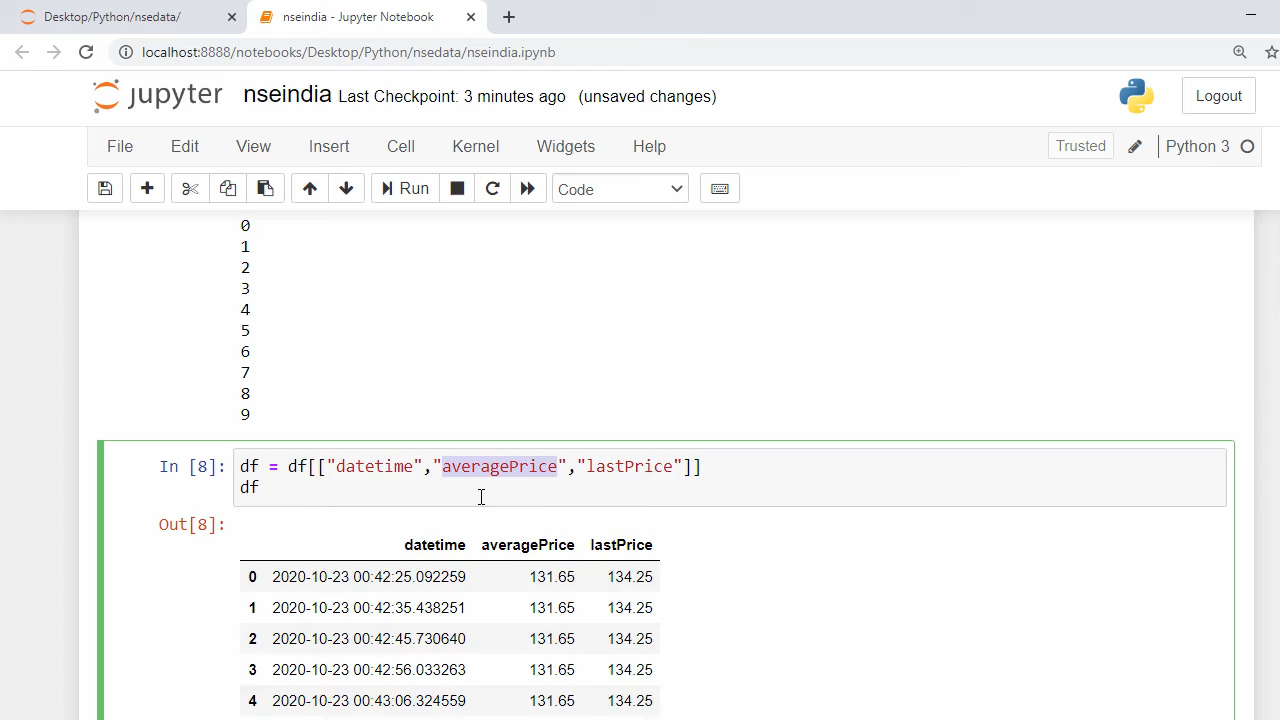 Desktop/Python/nsedata/
nseindia - Jupyter Notebook
localhost:8888/notebooks/Desktop/Python/nsedata/nseindia.ipynb
jupyter nseindia Last Checkpoint: 3 minutes ago (unsaved changes)
Logout
File Edit View Insert Cell Kernel Widgets Help
Trusted
Python 3
Run
Code
0
1
2
3
4
5
6
7
8
9
In [8]: df = df[["datetime","averagePrice","lastPrice"]]
df
Out[8]:
datetime averagePrice lastPrice
0 2020-10-23 00:42:25.092259 131.65 134.25
1 2020-10-23 00:42:35.438251 131.65 134.25
2 2020-10-23 00:42:45.730640 131.65 134.25
3 2020-10-23 00:42:56.033263 131.65 134.25
4 2020-10-23 00:43:06.324559 131.65 134.25